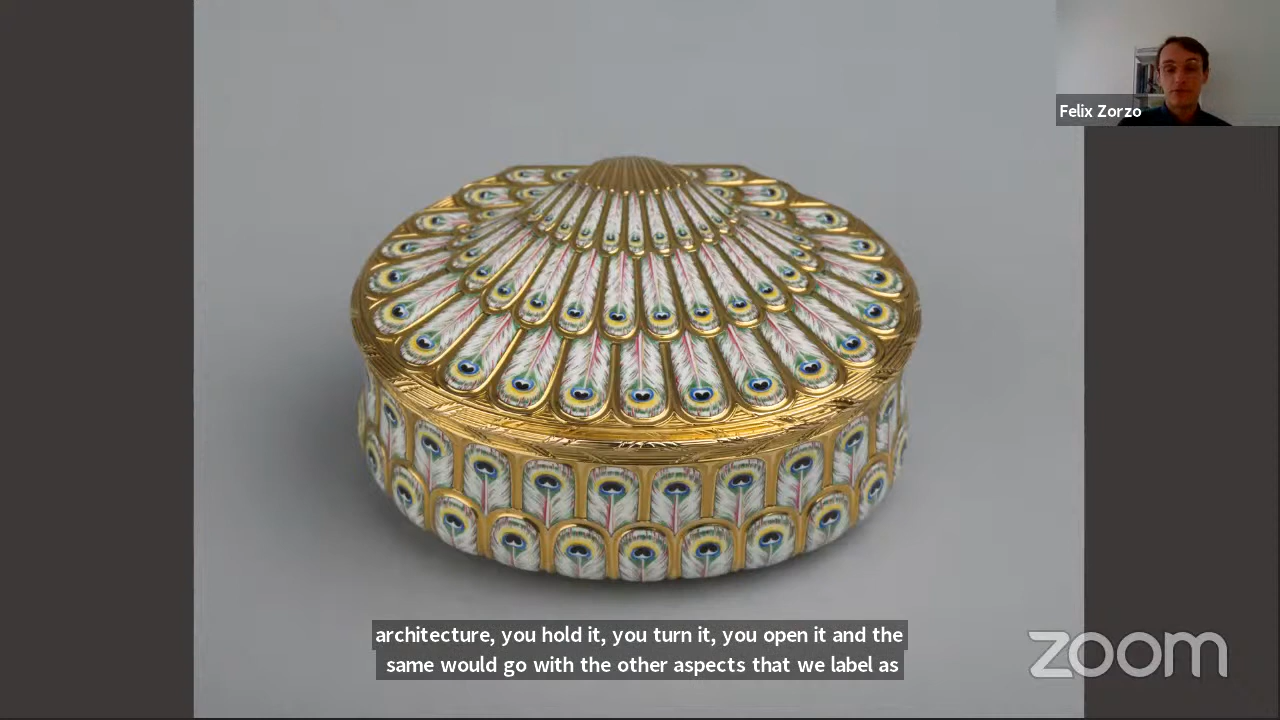 Felix Zorzo
architecture, you hold it, you turn it, you open it and the
same would go with the other aspects that we label as
zoom